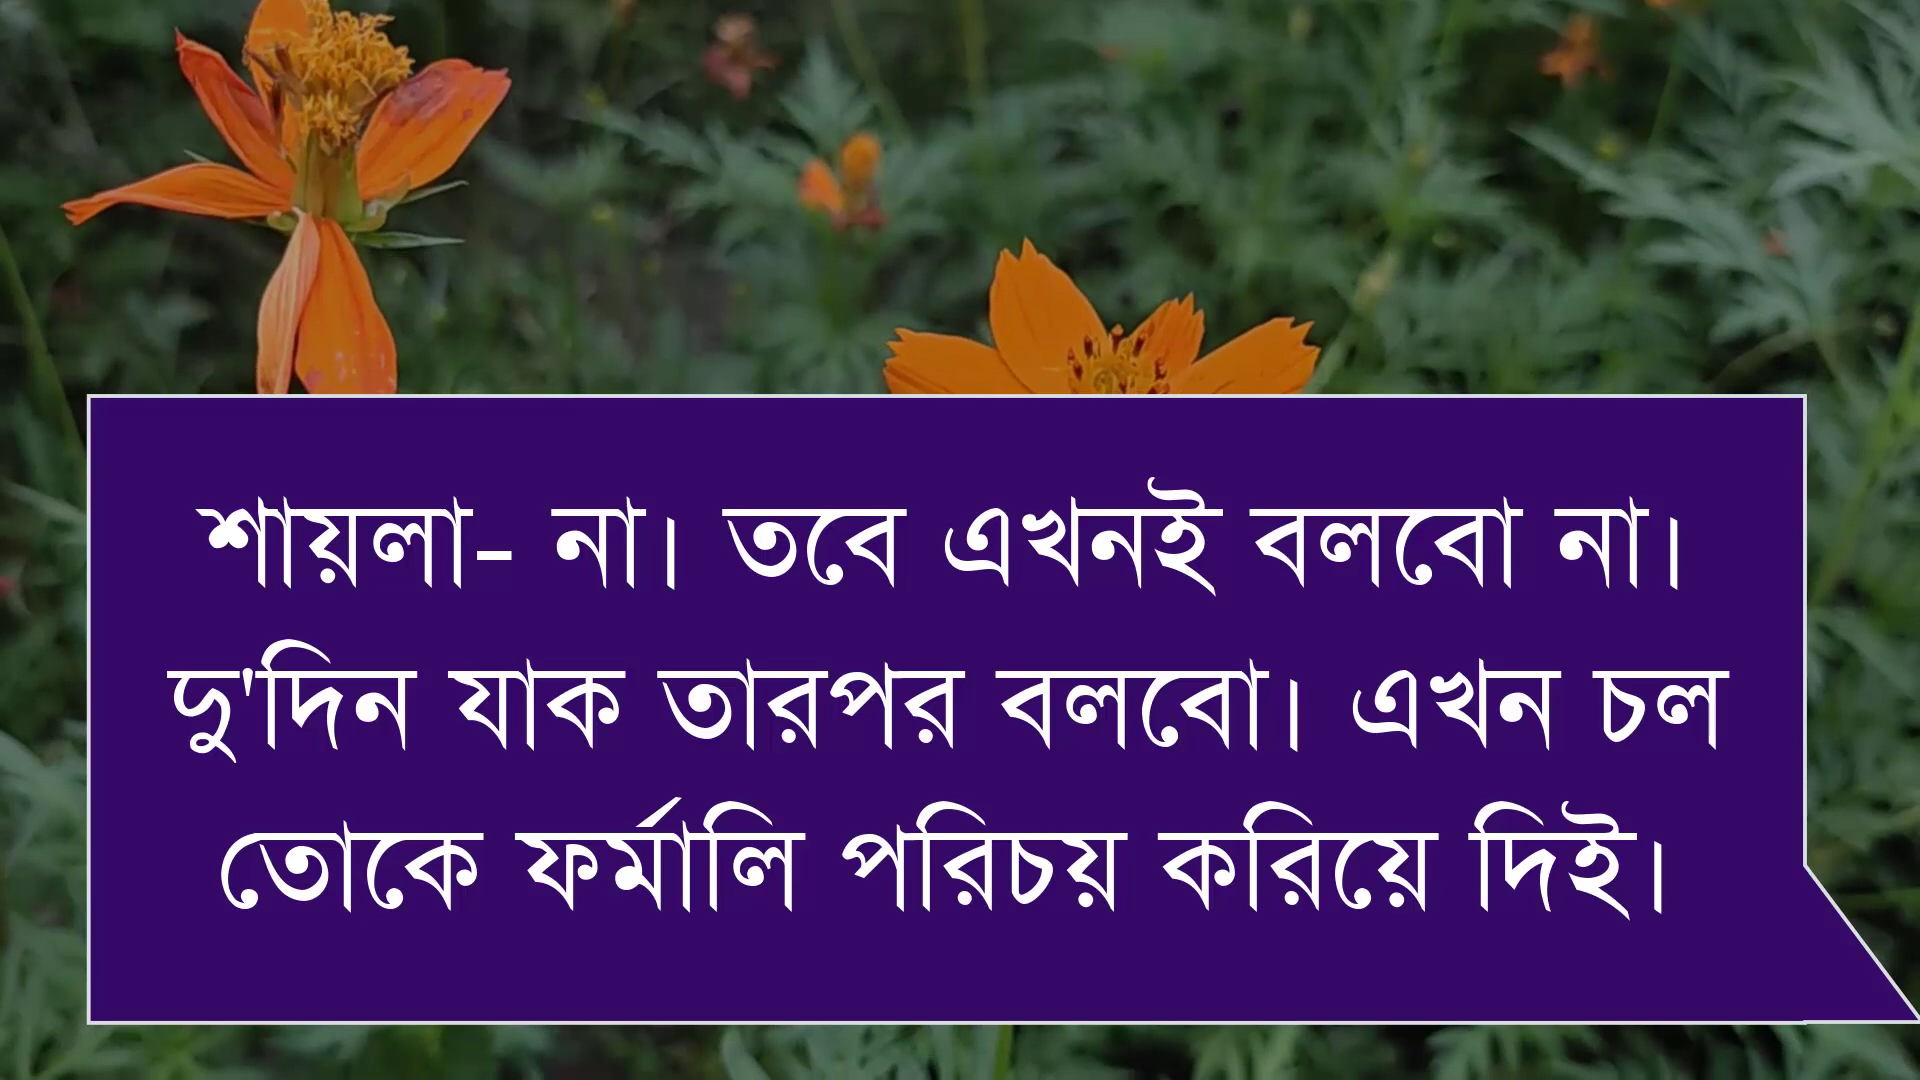 শায়লা- না। তবে এখনই বলবো না।
দু'দিন যাক তারপর বলবো। এখন চল
তোকে ফর্মালি পরিচয় করিয়ে দিই।